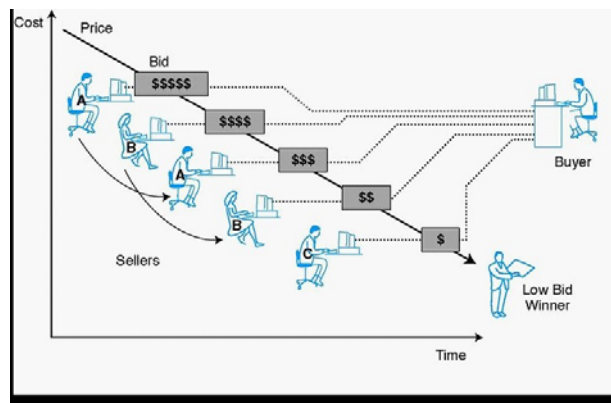 Cost
Price
Bid
$$$$$
A
$$$$
B
$$$
A
Buyer
$$
B
$
C
Sellers
Low Bid
Winner
Time